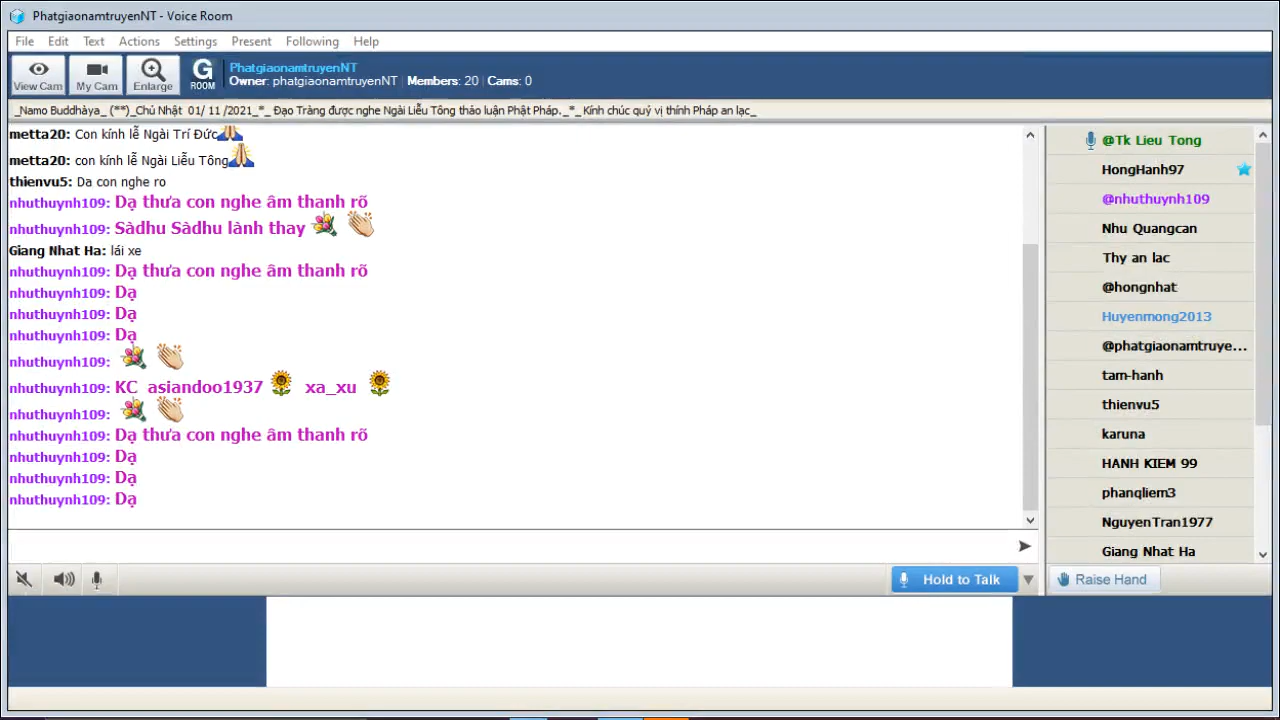 PhatgiaonamtruyenNT - Voice Room
File Edit Text Actions Settings Present Following Help
View Cam My Cam Enlarge G ROOM
PhatgiaonamtruyenNT
Owner: phatgiaonamtruyenNT Members: 20 Cams: 0
_Namo Buddhàya_ (**)_Chủ Nhật 01/ 11 /2021_*_ Đạo Tràng được nghe Ngài Liễu Tông thảo luận Phật Pháp._*_Kính chúc quý vị thính Pháp an lạc_
metta20: Con kính lễ Ngài Trí Đức
metta20: con kính lễ Ngài Liễu Tông
thienvu5: Da con nghe ro
nhuthuynh109: Dạ thưa con nghe âm thanh rõ
nhuthuynh109: Sàdhu Sàdhu lành thay
Giang Nhat Ha: lái xe
nhuthuynh109: Dạ thưa con nghe âm thanh rõ
nhuthuynh109: Dạ
nhuthuynh109: Dạ
nhuthuynh109: Dạ
nhuthuynh109:
nhuthuynh109: KC asiandoo1937 xa_xu
nhuthuynh109:
nhuthuynh109: Dạ thưa con nghe âm thanh rõ
nhuthuynh109: Dạ
nhuthuynh109: Dạ
nhuthuynh109: Dạ
@Tk Lieu Tong
HongHanh97
@nhuthuynh109
Nhu Quangcan
Thy an lac
@hongnhat
Huyenmong2013
@phatgiaonamtruye...
tam-hanh
thienvu5
karuna
HANH KIEM 99
phanqliem3
NguyenTran1977
Giang Nhat Ha
Hold to Talk
Raise Hand